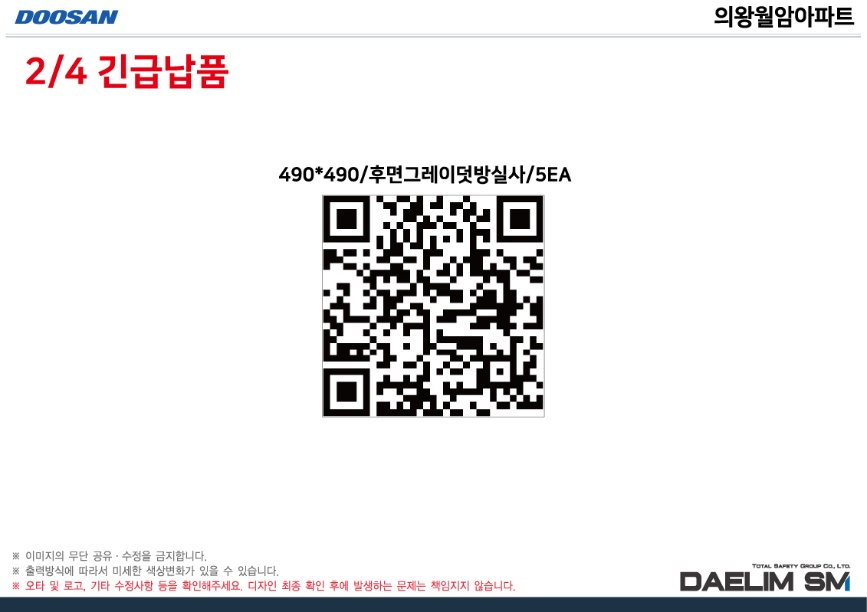 DOOSAN
의왕월암아파트
2/4 긴급납품
490*490/후면그레이덧방실사/5EA
※ 이미지의 무단 공유 · 수정을 금지합니다.
※ 출력방식에 따라서 미세한 색상변화가 있을 수 있습니다.
※ 오타 및 로고, 기타 수정사항 등을 확인해주세요. 디자인 최종 확인 후에 발생하는 문제는 책임지지 않습니다.
TOTAL SAFETY GROUP CO., LTD.
DAELIM SM